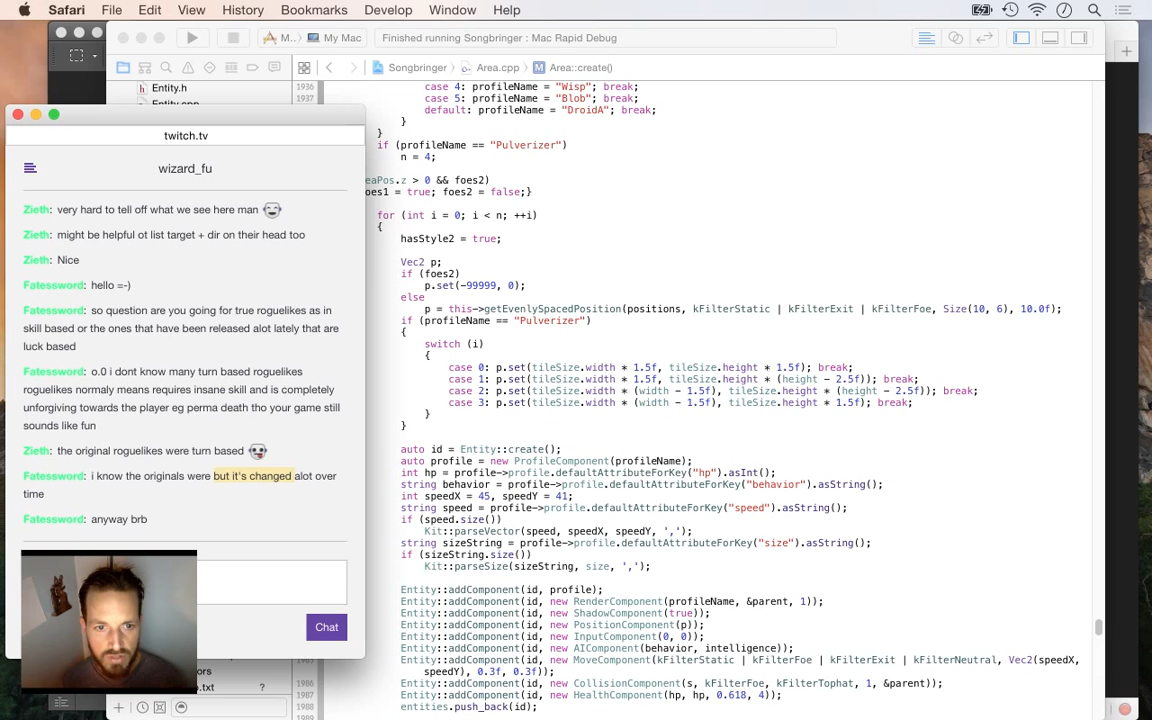 Safari File Edit View History Bookmarks Develop Window Help
M.. My Mac Finished running Songbringer : Mac Rapid Debug
Songbringer Area.cpp Area::create()
Entity.h
1936 case 4: profileName = "Wisp"; break;
1937 case 5: profileName = "Blob"; break;
default: profileName = "DroidA"; break;
}
}
if (profileName == "Pulverizer")
n = 4;
eaPos.z > 0 && foes2)
oes1 = true; foes2 = false;}
for (int i = 0; i < n; ++i)
{
hasStyle2 = true;
Vec2 p;
if (foes2)
p.set(-99999, 0);
else
p = this->getEvenlySpacedPosition(positions, kFilterStatic | kFilterExit | kFilterFoe, Size(10, 6), 10.0f);
if (profileName == "Pulverizer")
{
switch (i)
{
case 0: p.set(tileSize.width * 1.5f, tileSize.height * 1.5f); break;
case 1: p.set(tileSize.width * 1.5f, tileSize.height * (height - 2.5f)); break;
case 2: p.set(tileSize.width * (width - 1.5f), tileSize.height * (height - 2.5f)); break;
case 3: p.set(tileSize.width * (width - 1.5f), tileSize.height * 1.5f); break;
}
}
auto id = Entity::create();
auto profile = new ProfileComponent(profileName);
int hp = profile->profile.defaultAttributeForKey("hp").asInt();
string behavior = profile->profile.defaultAttributeForKey("behavior").asString();
int speedX = 45, speedY = 41;
string speed = profile->profile.defaultAttributeForKey("speed").asString();
if (speed.size())
Kit::parseVector(speed, speedX, speedY, ',');
string sizeString = profile->profile.defaultAttributeForKey("size").asString();
if (sizeString.size())
Kit::parseSize(sizeString, size, ',');
Entity::addComponent(id, profile);
Entity::addComponent(id, new RenderComponent(profileName, &parent, 1));
Entity::addComponent(id, new ShadowComponent(true));
Entity::addComponent(id, new PositionComponent(p));
Entity::addComponent(id, new InputComponent(0, 0));
Entity::addComponent(id, new AIComponent(behavior, intelligence));
Entity::addComponent(id, new MoveComponent(kFilterStatic | kFilterFoe | kFilterExit | kFilterNeutral, Vec2(speedX,
speedY), 0.3f, 0.3f));
1986 Entity::addComponent(id, new CollisionComponent(s, kFilterFoe, kFilterTophat, 1, &parent));
1987 Entity::addComponent(id, new HealthComponent(hp, hp, 0.618, 4));
1988 entities.push_back(id);
twitch.tv
wizard_fu
Zieth: very hard to tell off what we see here man
Zieth: might be helpful ot list target + dir on their head too
Zieth: Nice
Fatessword: hello =-)
Fatessword: so question are you going for true roguelikes as in
skill based or the ones that have been released alot lately that are
luck based
Fatessword: o.0 i dont know many turn based roguelikes
roguelikes normaly means requires insane skill and is completely
unforgiving towards the player eg perma death tho your game still
sounds like fun
Zieth: the original roguelikes were turn based
Fatessword: i know the originals were but it's changed alot over
time
Fatessword: anyway brb
Chat
ors
.txt ?